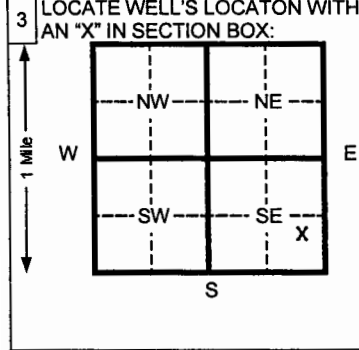 3 LOCATE WELL'S LOCATON WITH
AN "X" IN SECTION BOX:
NW NE
1 Mile W E
SW SE
X
S